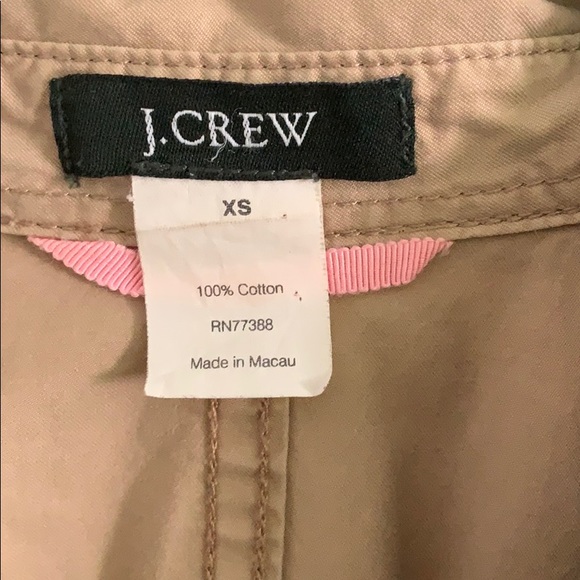 J.CREW
XS
100% Cotton
RN77388
Made in Macau